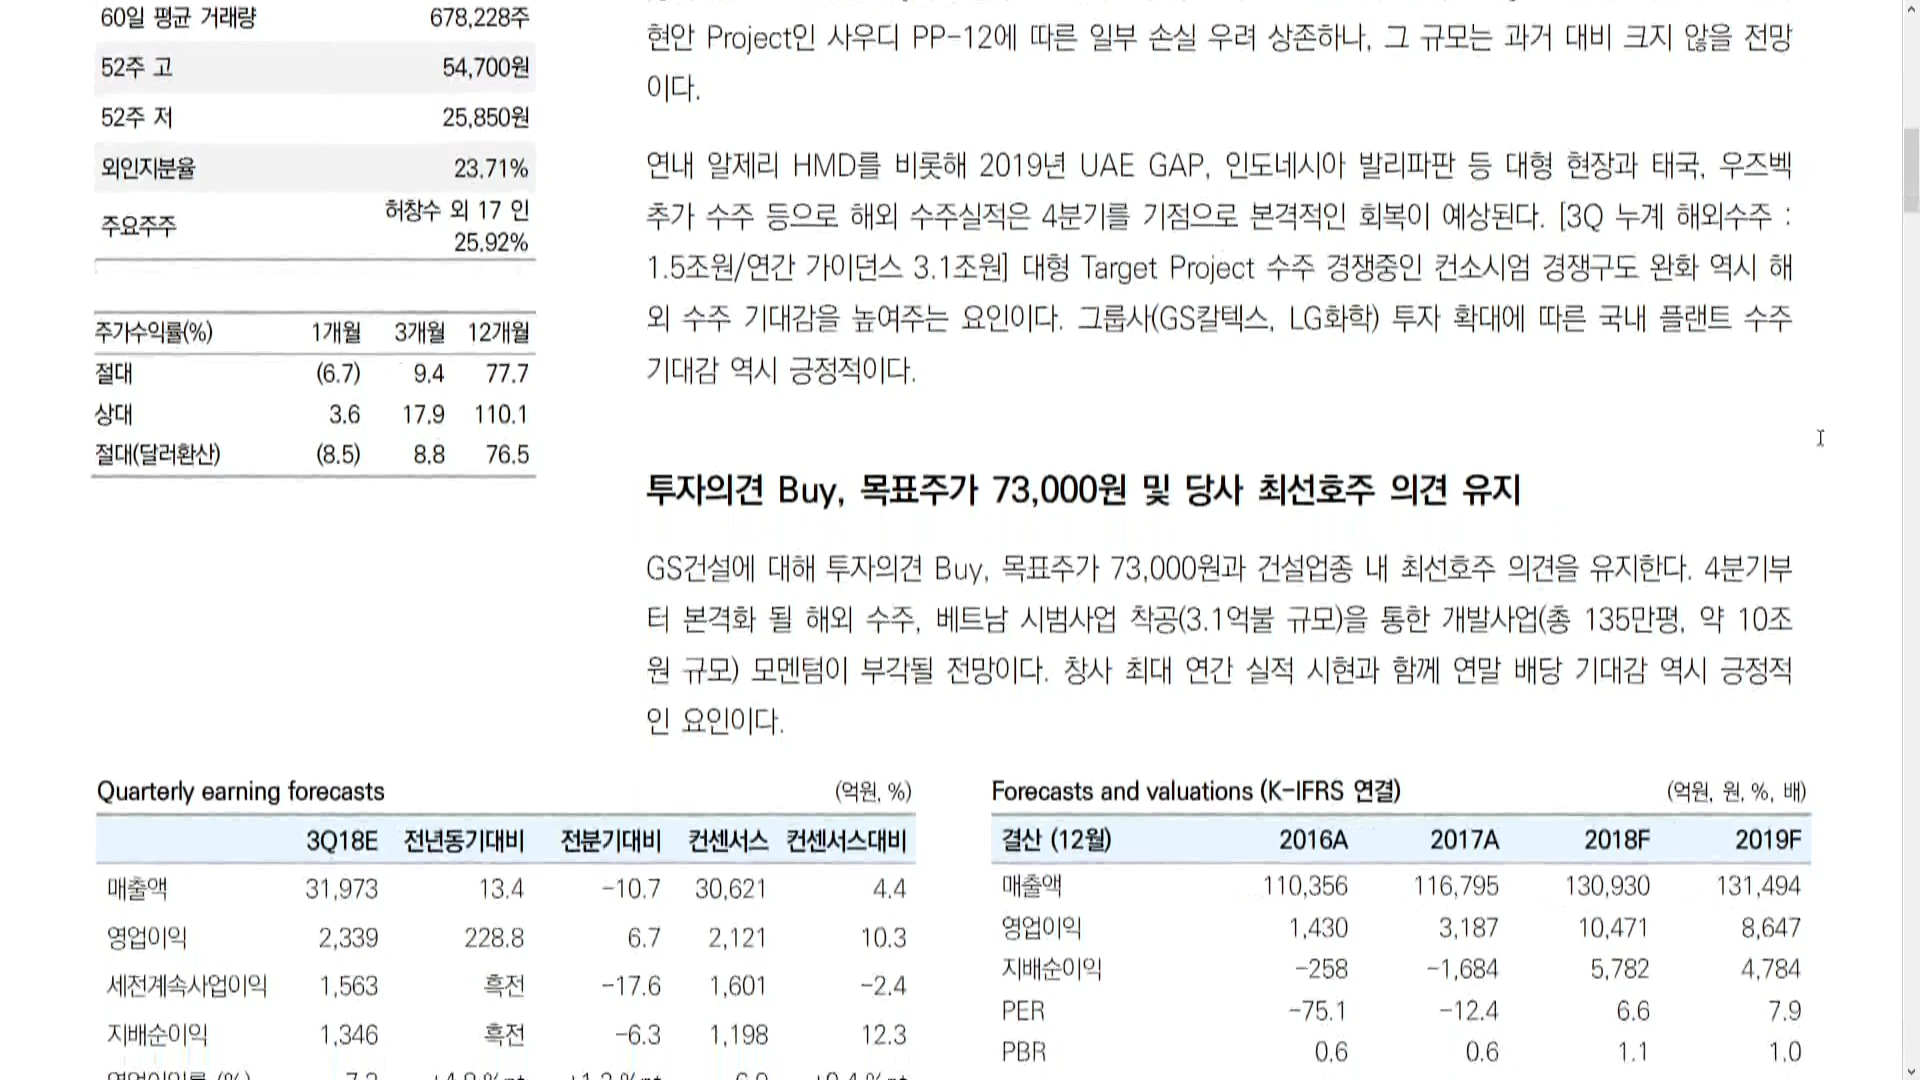 60일 평균 거래량 678,228주
52주 고 54,700원
52주 저 25,850원
외인지분율 23.71%
주요주주 허창수 외 17 인
25.92%
주가수익률(%) 1개월 3개월 12개월
절대 (6.7) 9.4 77.7
상대 3.6 17.9 110.1
절대(달러환산) (8.5) 8.8 76.5
현안 Project인 사우디 PP-12에 따른 일부 손실 우려 상존하나, 그 규모는 과거 대비 크지 않을 전망
이다.
연내 알제리 HMD를 비롯해 2019년 UAE GAP, 인도네시아 발리파판 등 대형 현장과 태국, 우즈벡
추가 수주 등으로 해외 수주실적은 4분기를 기점으로 본격적인 회복이 예상된다. [3Q 누계 해외수주 :
1.5조원/연간 가이던스 3.1조원] 대형 Target Project 수주 경쟁중인 컨소시엄 경쟁구도 완화 역시 해
외 수주 기대감을 높여주는 요인이다. 그룹사(GS칼텍스, LG화학) 투자 확대에 따른 국내 플랜트 수주
기대감 역시 긍정적이다.
투자의견 Buy, 목표주가 73,000원 및 당사 최선호주 의견 유지
GS건설에 대해 투자의견 Buy, 목표주가 73,000원과 건설업종 내 최선호주 의견을 유지한다. 4분기부
터 본격화 될 해외 수주, 베트남 시범사업 착공(3.1억불 규모)을 통한 개발사업(총 135만평, 약 10조
원 규모) 모멘텀이 부각될 전망이다. 창사 최대 연간 실적 시현과 함께 연말 배당 기대감 역시 긍정적
인 요인이다.
Quarterly earning forecasts (억원, %)
3Q18E 전년동기대비 전분기대비 컨센서스 컨센서스대비
매출액 31,973 13.4 -10.7 30,621 4.4
영업이익 2,339 228.8 6.7 2,121 10.3
세전계속사업이익 1,563 흑전 -17.6 1,601 -2.4
지배순이익 1,346 흑전 -6.3 1,198 12.3
Forecasts and valuations (K-IFRS 연결) (억원, 원, %, 배)
결산 (12월) 2016A 2017A 2018F 2019F
매출액 110,356 116,795 130,930 131,494
영업이익 1,430 3,187 10,471 8,647
지배순이익 -258 -1,684 5,782 4,784
PER -75.1 -12.4 6.6 7.9
PBR 0.6 0.6 1.1 1.0